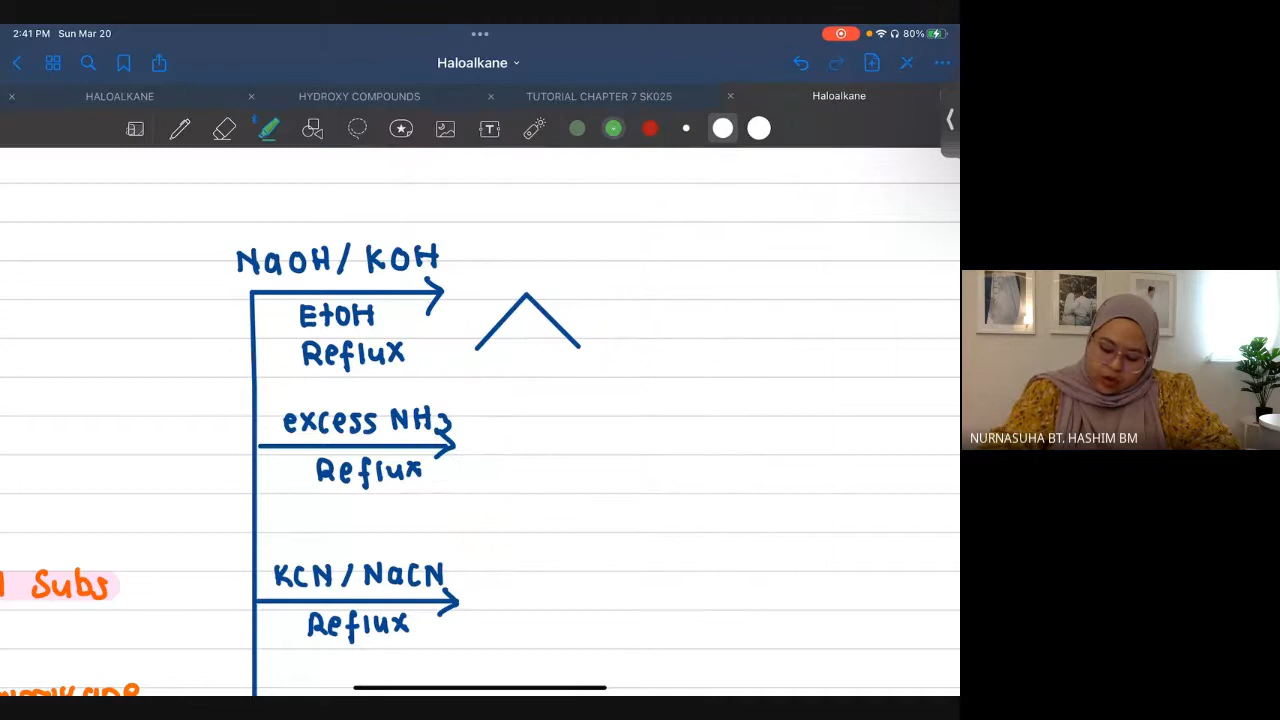 2:41 PM Sun Mar 20
80%
Haloalkane
HALOALKANE
HYDROXY COMPOUNDS
TUTORIAL CHAPTER 7 SK025
Haloalkane
NaOH / KOH
EtOH
Reflux
excess NH3
Reflux
KCN / NaCN
Reflux
Subs
NURNASUHA BT. HASHIM BM